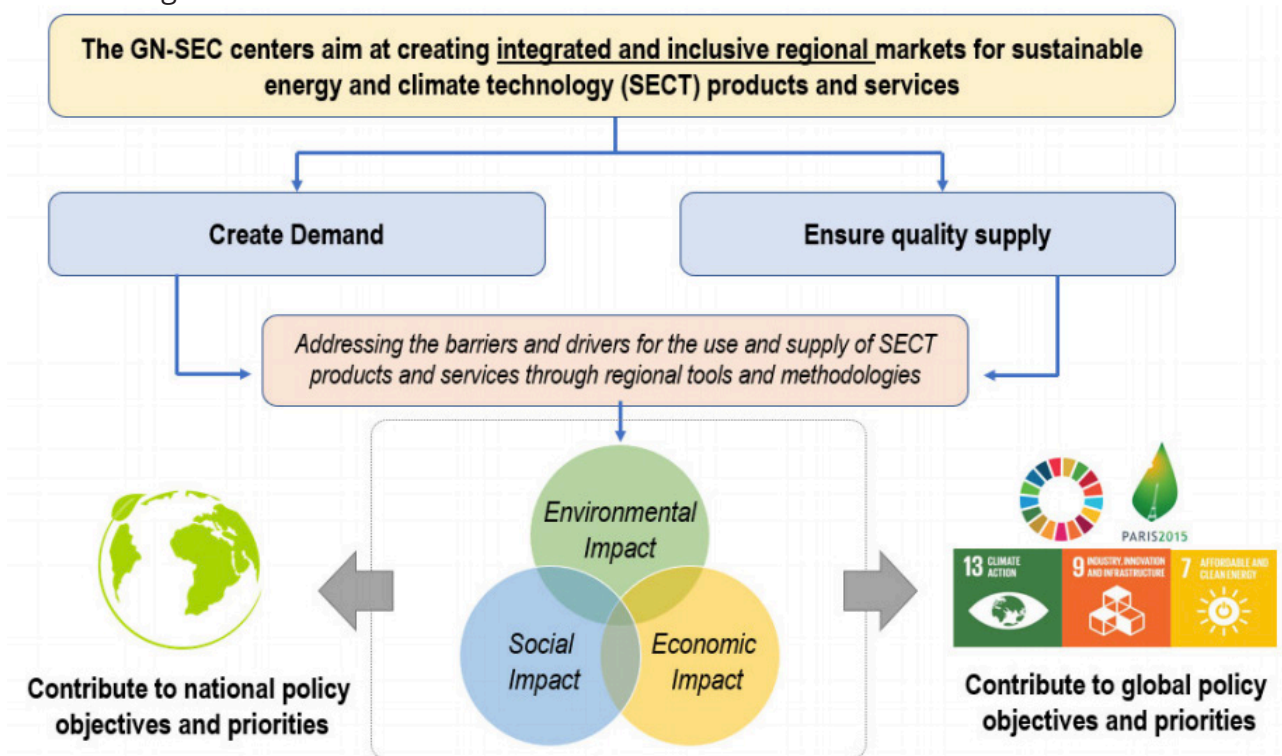 The GN-SEC centers aim at creating integrated and inclusive regional markets for sustainable
energy and climate technology (SECT) products and services
Create Demand
Ensure quality supply
Addressing the barriers and drivers for the use and supply of SECT
products and services through regional tools and methodologies
Environmental
Impact
Social
Impact
Economic
Impact
Contribute to national policy
objectives and priorities
PARIS2015
13 CLIMATE
ACTION
9 INDUSTRY, INNOVATION
AND INFRASTRUCTURE
7 AFFORDABLE AND
CLEAN ENERGY
Contribute to global policy
objectives and priorities